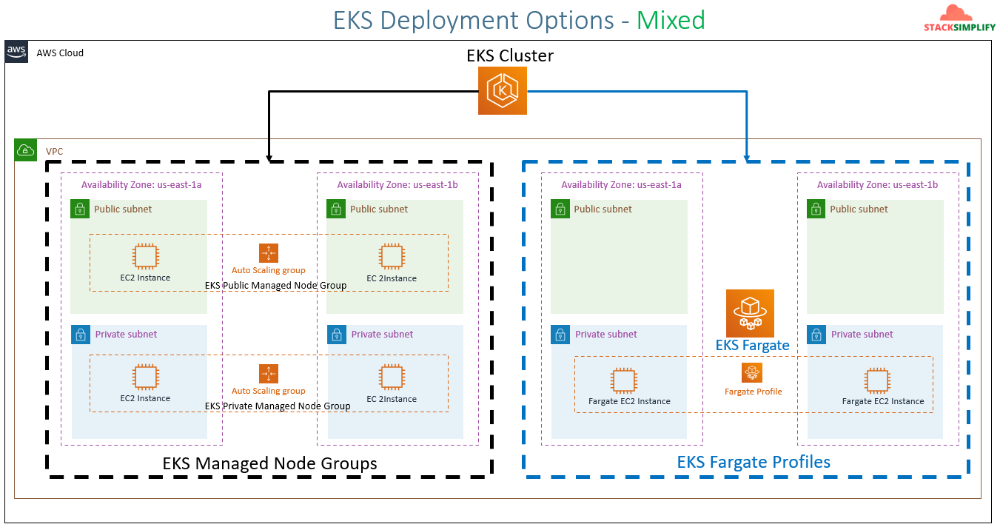 EKS Deployment Options - Mixed
STACKSIMPLIFY
aws
AWS Cloud
EKS Cluster
K
VPC
Availability Zone: us-east-1a
Public subnet
Availability Zone: us-east-1b
Public subnet
EC2 Instance
Auto Scaling group
EC 2Instance
EKS Public Managed Node Group
Private subnet
Private subnet
EC2 Instance
Auto Scaling group
EC 2Instance
EKS Private Managed Node Group
EKS Managed Node Groups
Availability Zone: us-east-1a
Public subnet
Availability Zone: us-east-1b
Public subnet
EKS Fargate
Private subnet
Private subnet
Fargate Profile
Fargate EC2 Instance
Fargate EC2 Instance
EKS Fargate Profiles